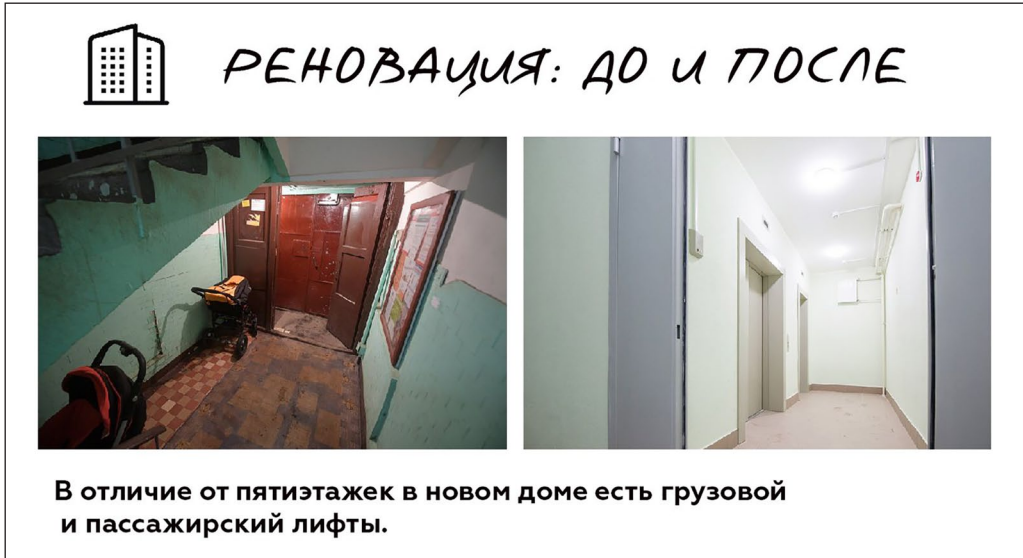 РЕНОВАЦИЯ: ДО И ПОСЛЕ
В отличие от пятиэтажек в новом доме есть грузовой
и пассажирский лифты.